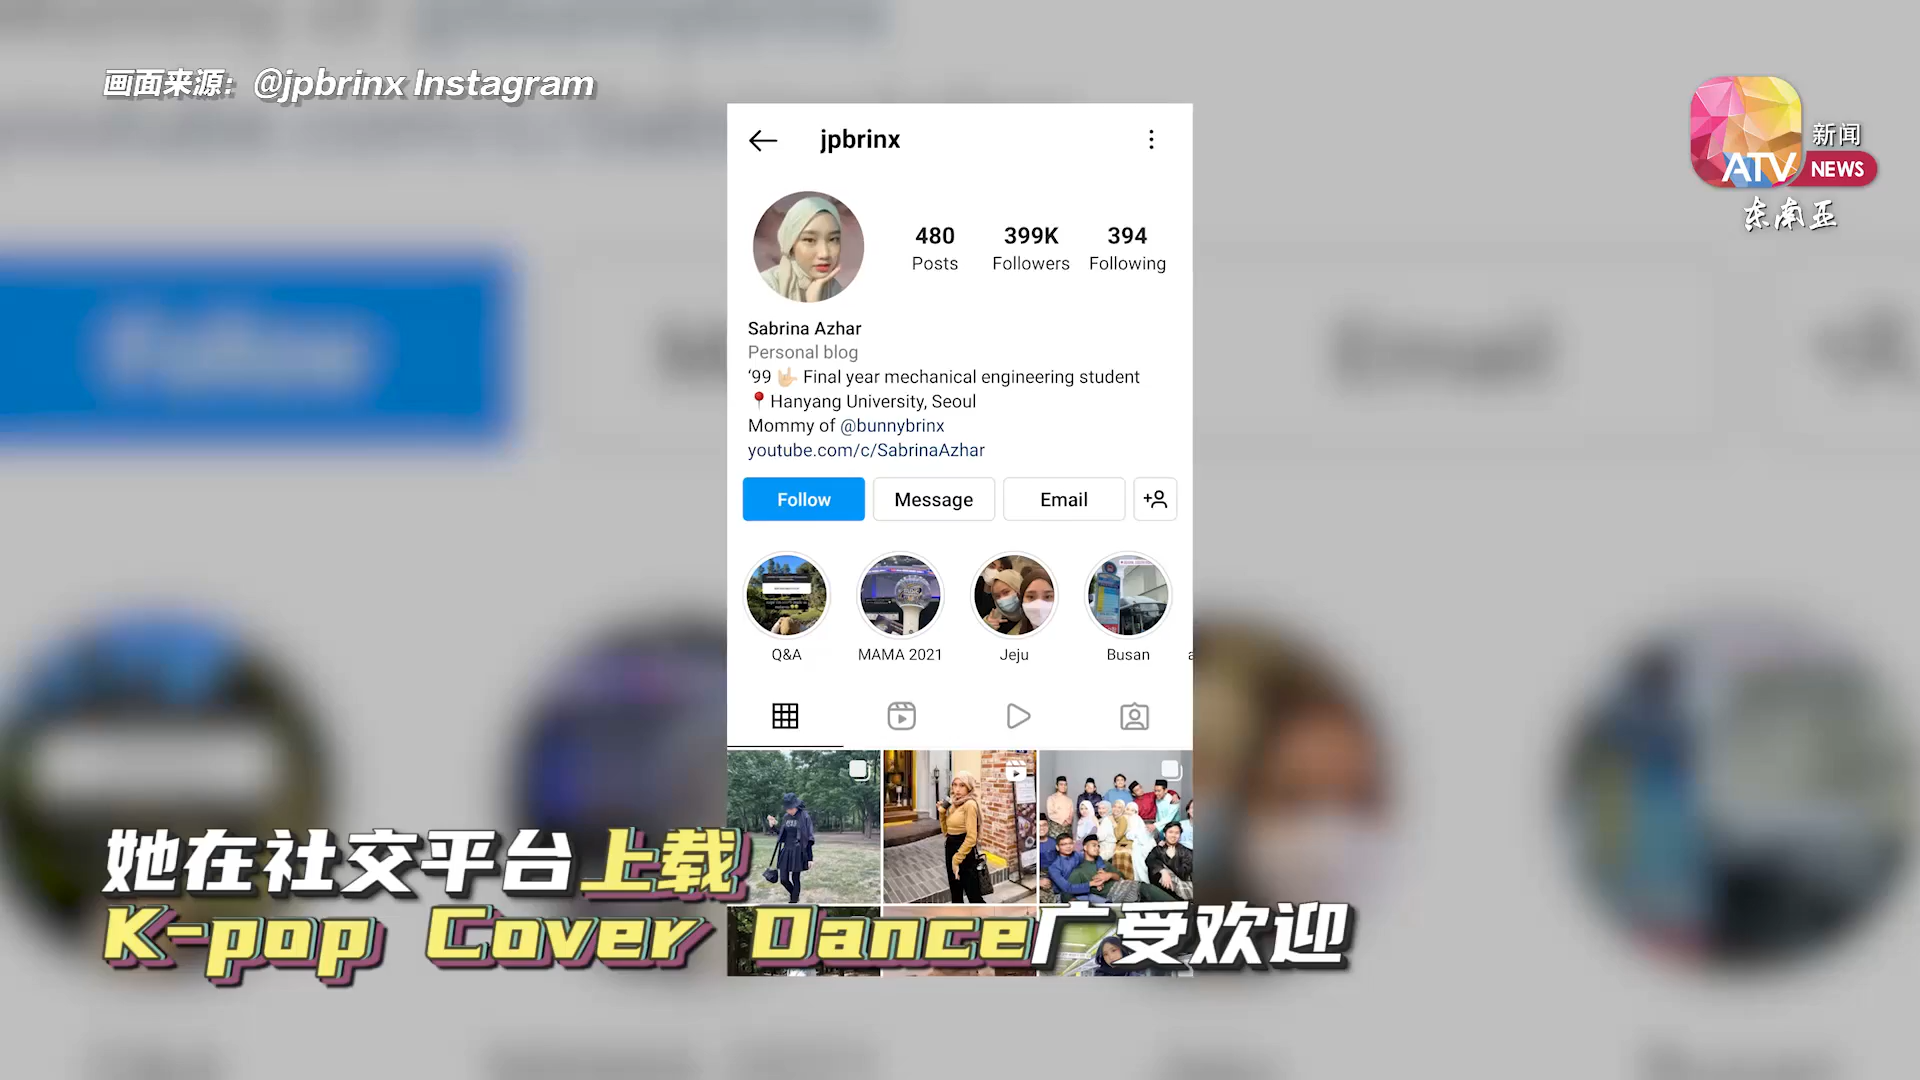 画面来源：@jpbrinx Instagram
ATV
新闻
NEWS
东南亚
jpbrinx
480
Posts
399K
Followers
394
Following
Sabrina Azhar
Personal blog
‘99 🤟🏻 Final year mechanical engineering student
📍Hanyang University, Seoul
Mommy of @bunnybrinx
youtube.com/c/SabrinaAzhar
Follow
Message
Email
Q&A
MAMA 2021
Jeju
Busan
她在社交平台上载
K-pop Cover Dance广受欢迎